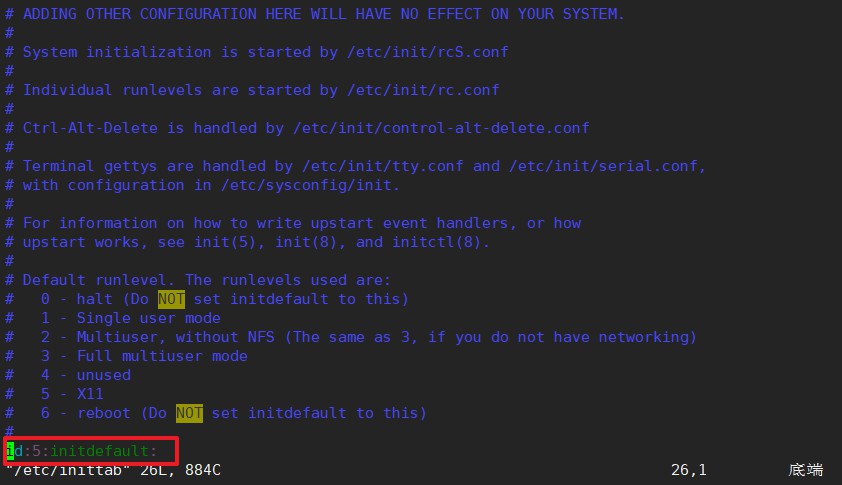 # ADDING OTHER CONFIGURATION HERE WILL HAVE NO EFFECT ON YOUR SYSTEM.
#
# System initialization is started by /etc/init/rcS.conf
#
# Individual runlevels are started by /etc/init/rc.conf
#
# Ctrl-Alt-Delete is handled by /etc/init/control-alt-delete.conf
#
# Terminal gettys are handled by /etc/init/tty.conf and /etc/init/serial.conf,
# with configuration in /etc/sysconfig/init.
#
# For information on how to write upstart event handlers, or how
# upstart works, see init(5), init(8), and initctl(8).
#
# Default runlevel. The runlevels used are:
#   0 - halt (Do NOT set initdefault to this)
#   1 - Single user mode
#   2 - Multiuser, without NFS (The same as 3, if you do not have networking)
#   3 - Full multiuser mode
#   4 - unused
#   5 - X11
#   6 - reboot (Do NOT set initdefault to this)
#
id:5:initdefault:
"/etc/inittab" 26L, 884C 26,1 底端